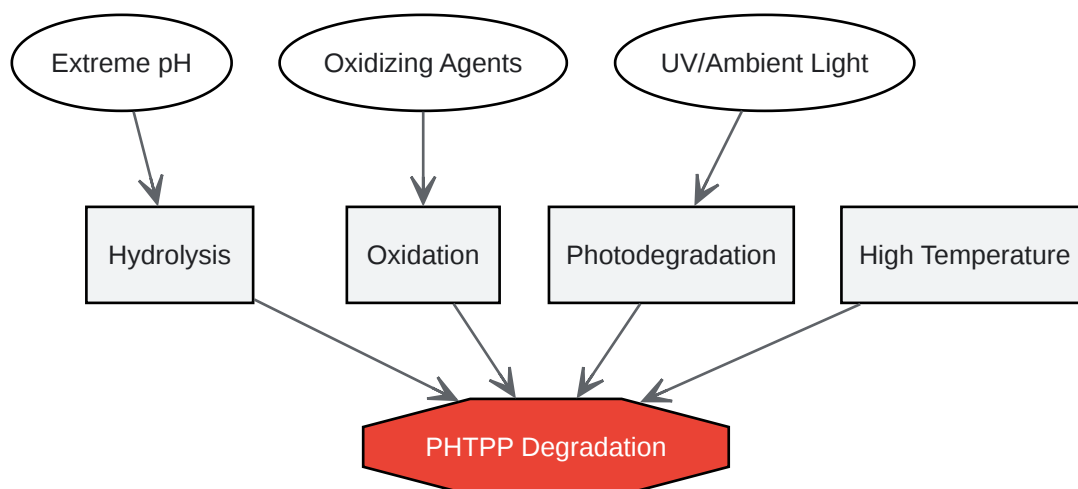 Extreme pH
Oxidizing Agents
UV/Ambient Light
Hydrolysis
Oxidation
Photodegradation
High Temperature
PHTPP Degradation